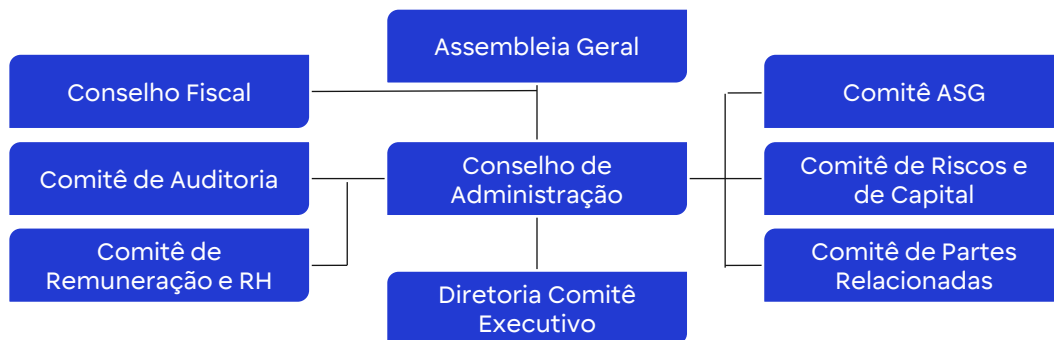 Assembleia Geral
Conselho Fiscal
Comitê ASG
Comitê de Auditoria
Conselho de
Administração
Comitê de Riscos e
de Capital
Comitê de
Remuneração e RH
Diretoria Comitê
Executivo
Comitê de Partes
Relacionadas